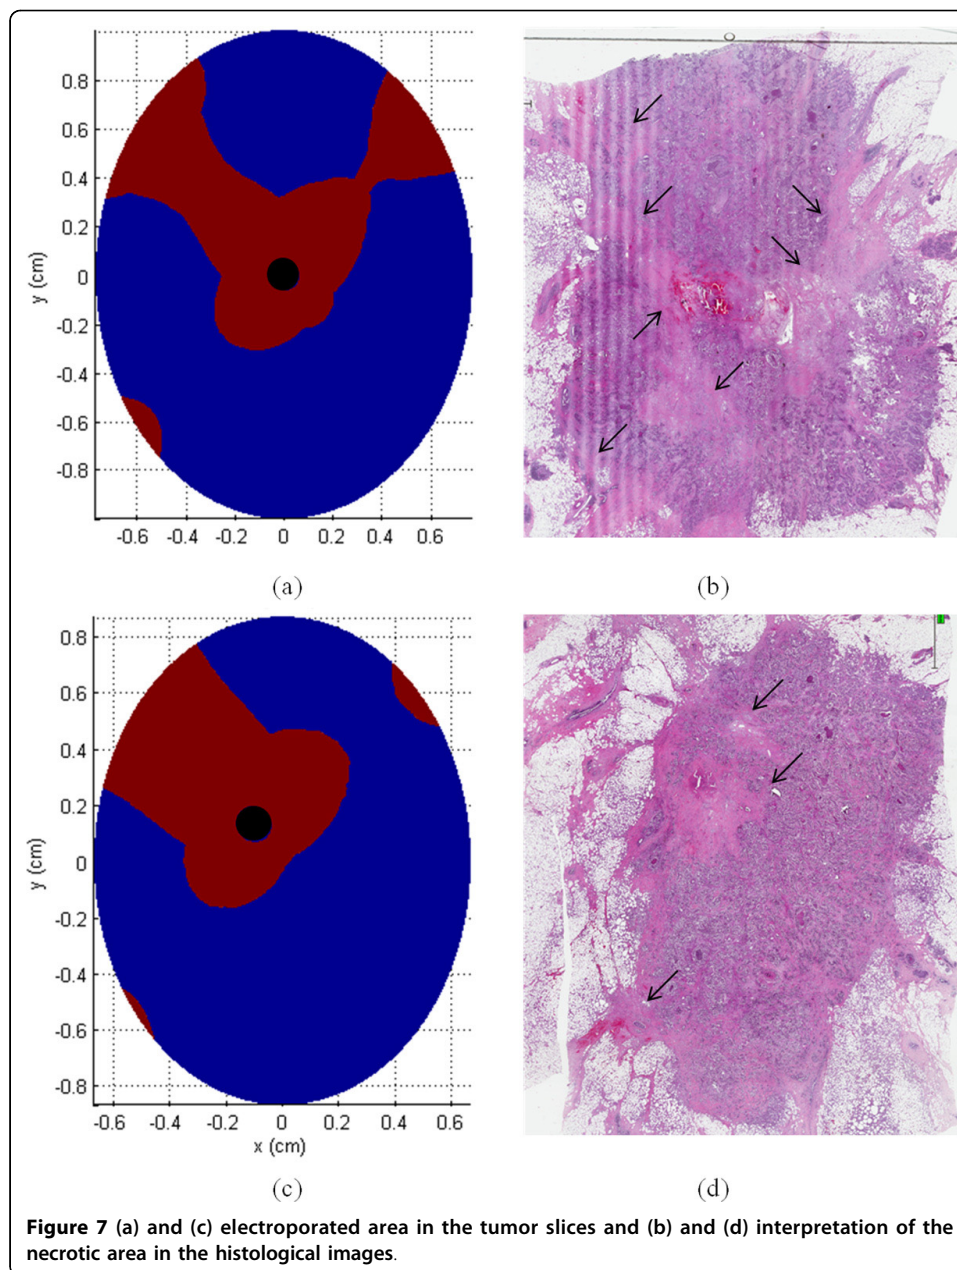 0.8
0.6
0.4
0.2
0
-0.2
-0.4
-0.6
-0.8
y (cm)
-0.6 -0.4 -0.2 0 0.2 0.4 0.6
(a)
(b)
0.8
0.6
0.4
0.2
0
-0.2
-0.4
-0.6
-0.8
y (cm)
-0.6 -0.4 -0.2 0 0.2 0.4 0.6
x (cm)
(c)
(d)
Figure 7 (a) and (c) electroporated area in the tumor slices and (b) and (d) interpretation of the
necrotic area in the histological images.